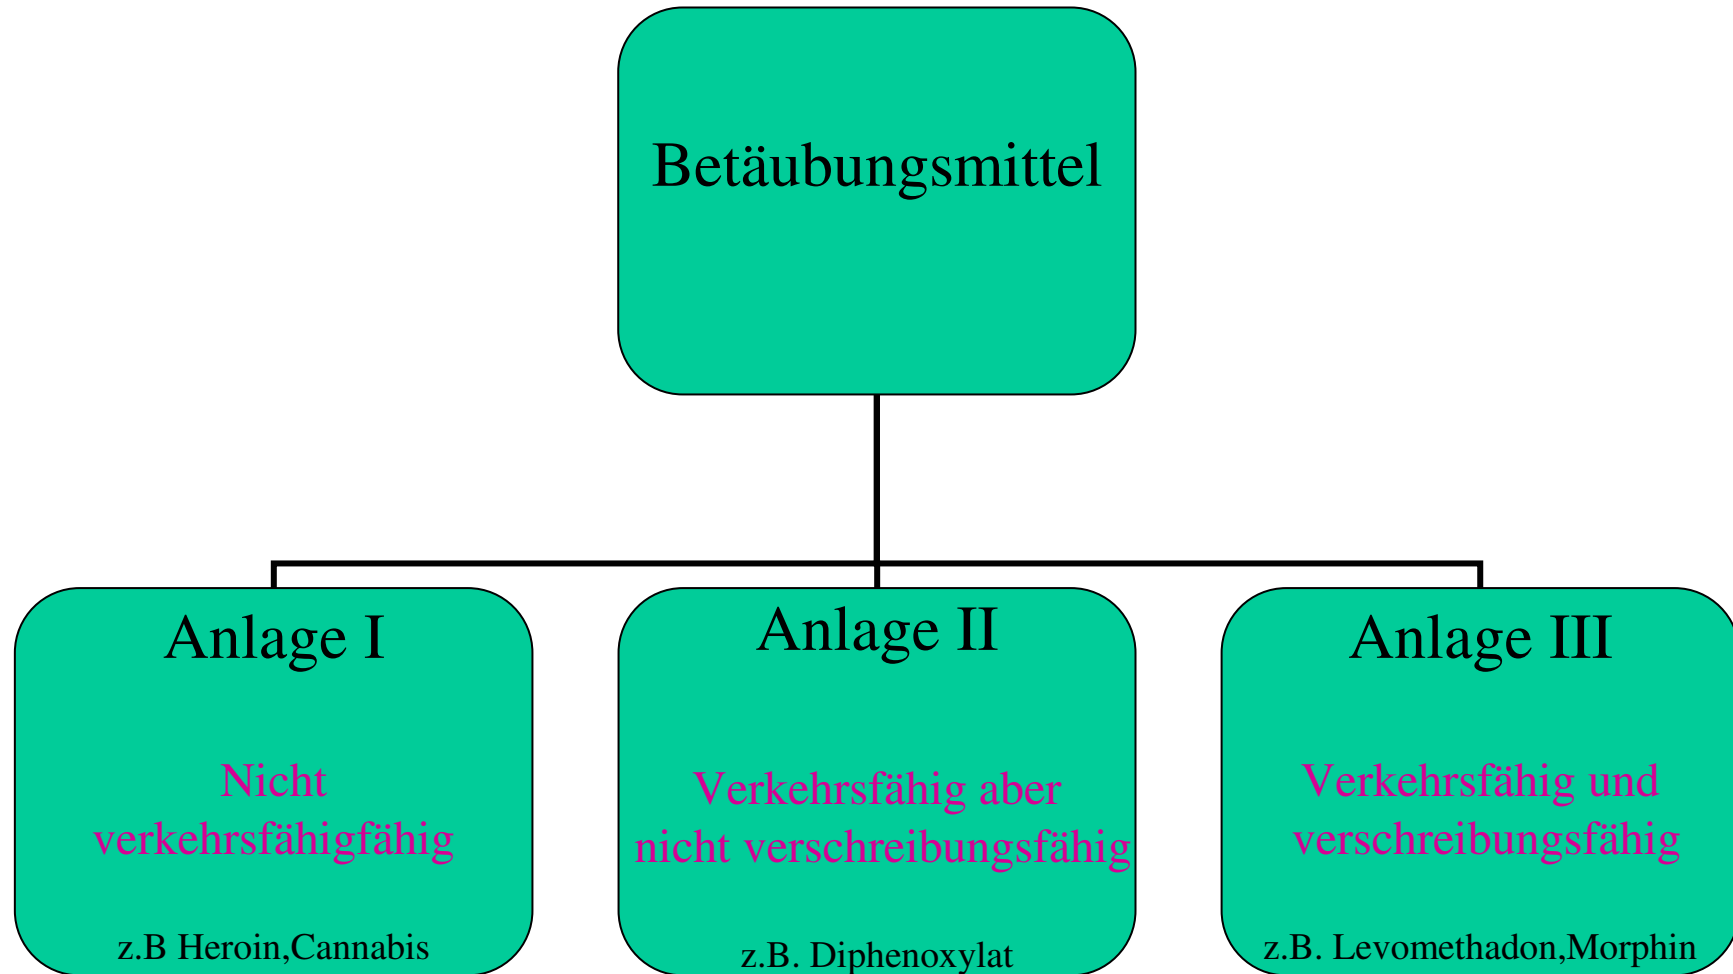 Betäubungsmittel
Anlage I
Nicht
verkehrsfähigfähig
z.B Heroin,Cannabis
Anlage II
Verkehrsfähig aber
nicht verschreibungsfähig
z.B. Diphenoxylat
Anlage III
Verkehrsfähig und
verschreibungsfähig
z.B. Levomethadon,Morphin